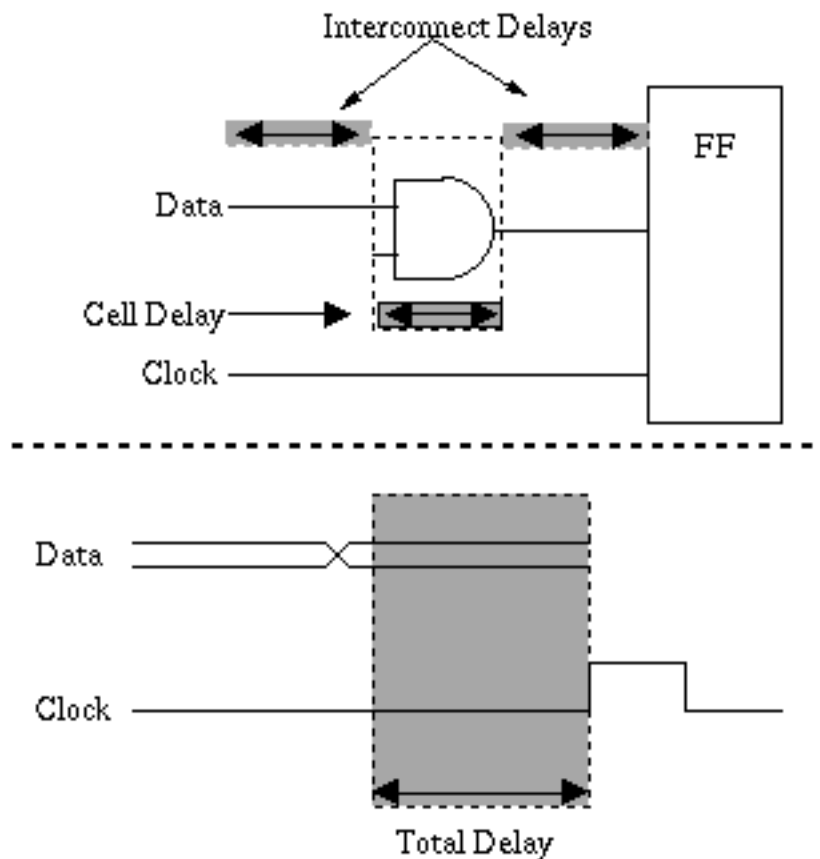 Interconnect Delays
FF
Data
Cell Delay
Clock
Data
Clock
Total Delay